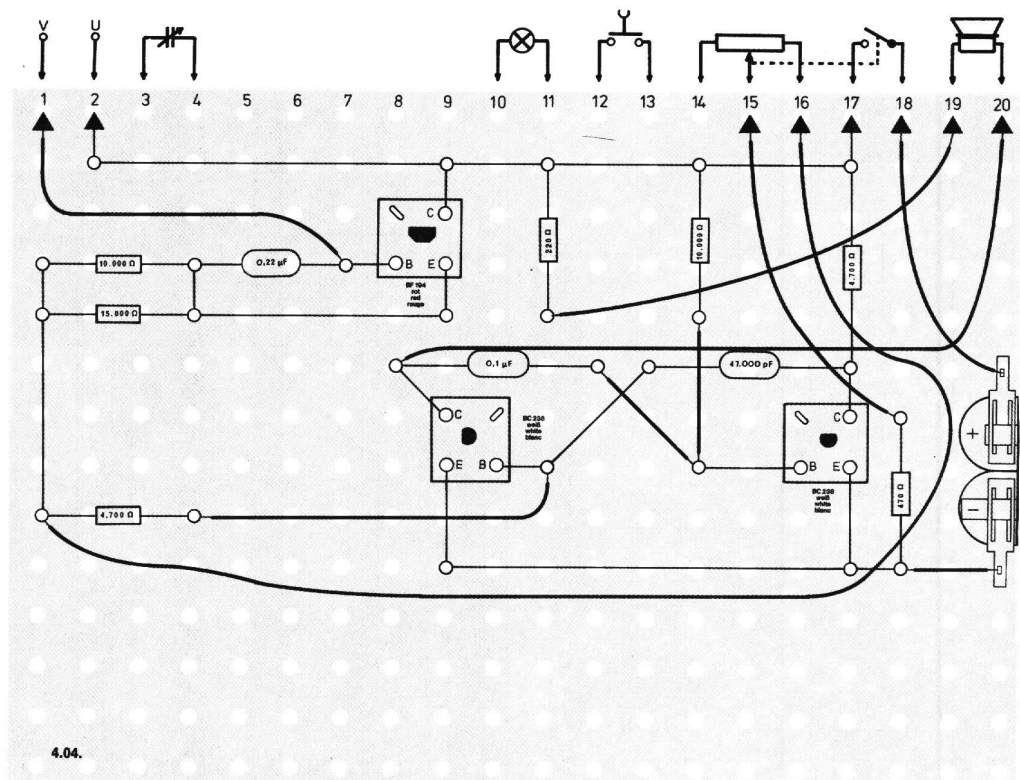 V U
1 2 3 4 5 6 7 8 9 10 11 12 13 14 15 16 17 18 19 20
C
B E
BF 194
rot
red
rouge
10.000 Ω
0,22 µF
15.000 Ω
220 Ω
10.000 Ω
4.700 Ω
0,1 µF
47.000 pF
C
E B
BC 238
weiß
white
blanc
C
B E
BC 238
weiß
white
blanc
470 Ω
+
−
4.700 Ω
4.04.